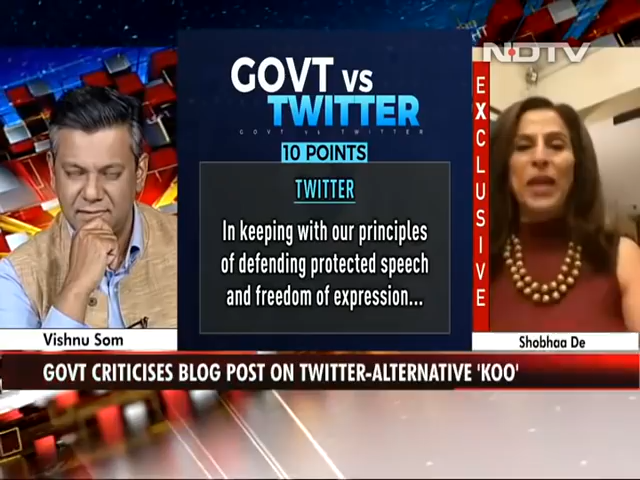 NDTV
GOVT vs
TWITTER
GOVT vs TWITTER
10 POINTS
TWITTER
In keeping with our principles
of defending protected speech
and freedom of expression...
EXCLUSIVE
Vishnu Som
Shobhaa De
GOVT CRITICISES BLOG POST ON TWITTER-ALTERNATIVE 'KOO'